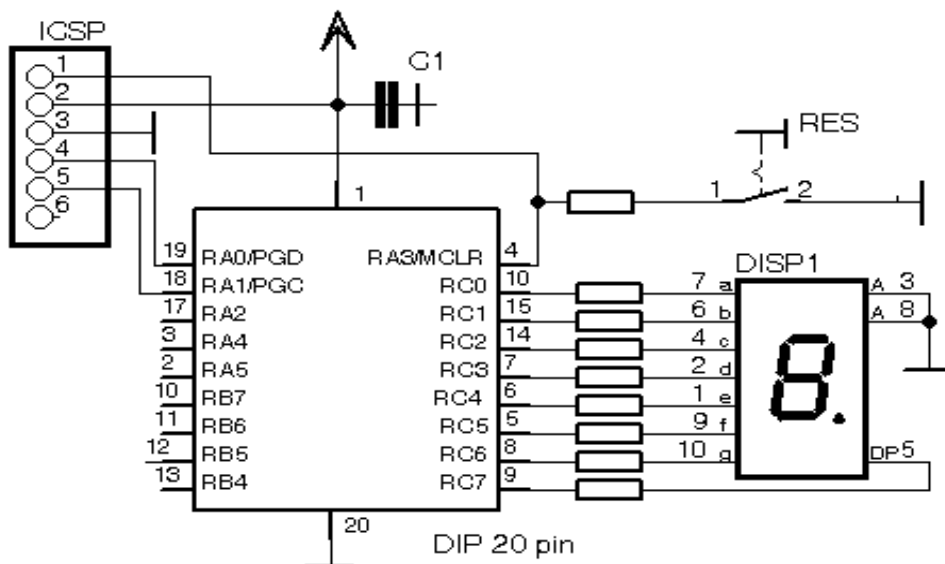 ICSP
1
2
3
4
5
6
C1
RES
1 2
1
19 RA0/PGD RA3/MCLR 4
18 RA1/PGC RC0 10
17 RA2 RC1 15
3 RA4 RC2 14
2 RA5 RC3 7
10 RB7 RC4 6
11 RB6 RC5 5
12 RB5 RC6 8
13 RB4 RC7 9
20
DIP 20 pin
DISP1
7 a A 3
6 b A 8
4 c
2 d
1 e
9 f
10 g DP 5